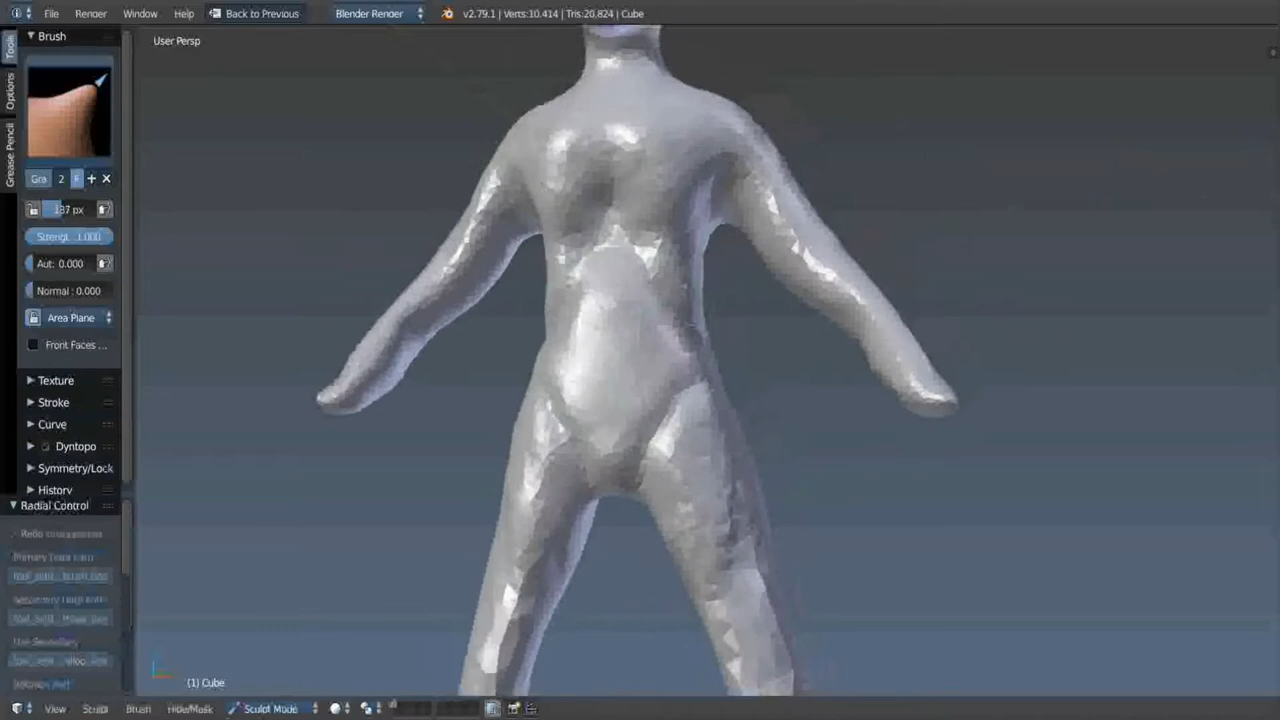 File Render Window Help Back to Previous Blender Render v2.79.1 | Verts:10.414 | Tris:20,824 | Cube
Tools
Options
Grease Pencil
Brush
User Persp
Gra 2 F
137 px
Strengt 1.000
Aut: 0.000
Normal : 0.000
Area Plane
Front Faces ...
Texture
Stroke
Curve
Dyntopo
Symmetry/Lock
History
Radial Control
(1) Cube
View Sculpt Brush Hide/Mask Sculpt Mode